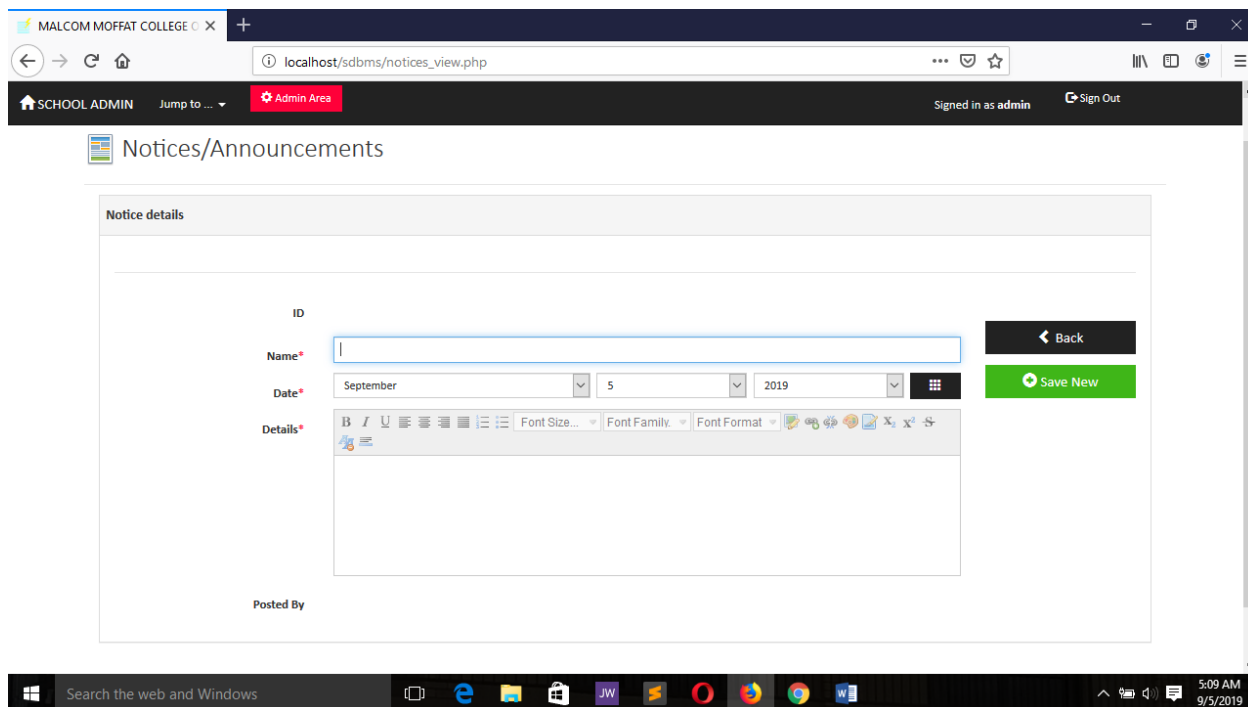 MALCOM MOFFAT COLLEGE O
localhost/sdbms/notices_view.php
SCHOOL ADMIN Jump to ... Admin Area Signed in as admin Sign Out
Notices/Announcements
Notice details
ID
Back
Name*
Date* September 5 2019 Save New
Details* B I U Font Size... Font Family. Font Format X₂ X² S
Posted By
Search the web and Windows JW 5:09 AM
9/5/2019